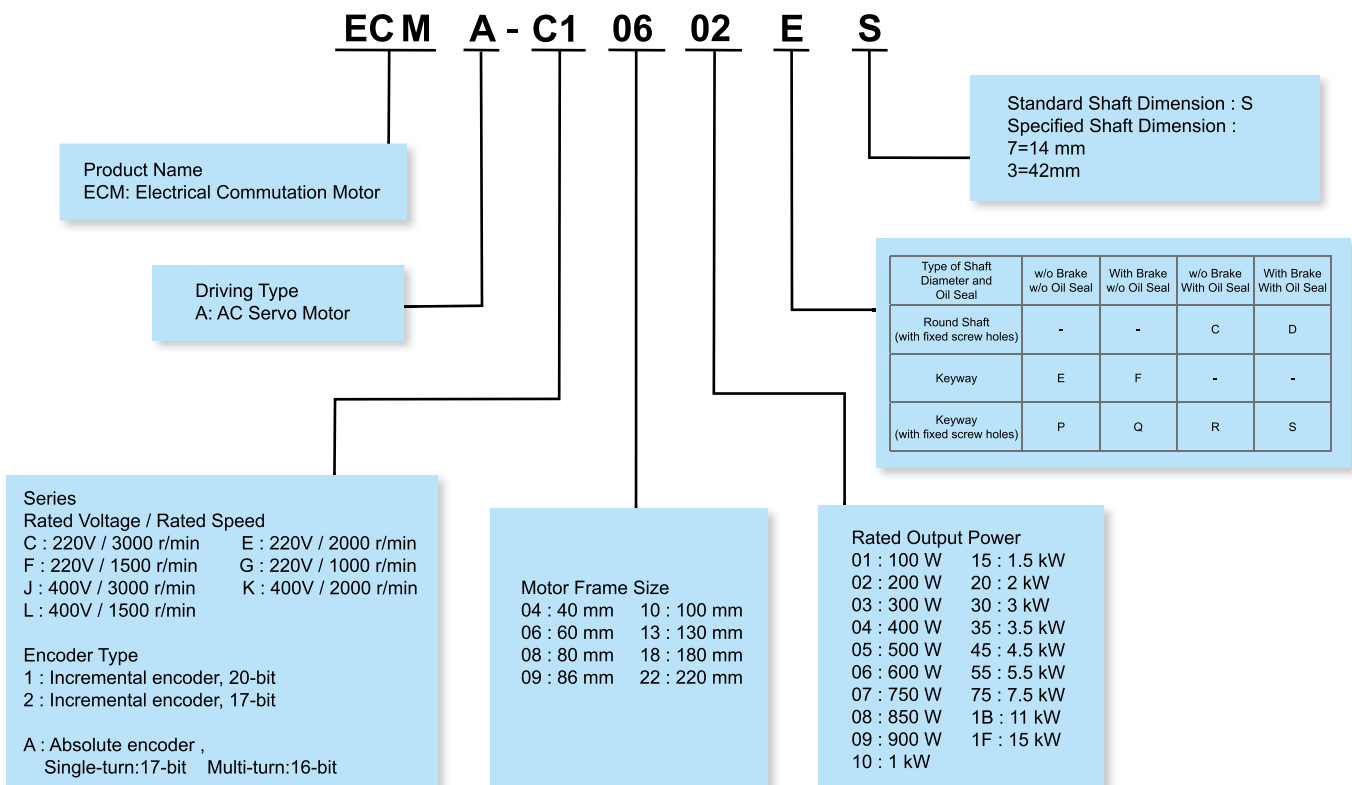 ECM A - C1 06 02 E S
Standard Shaft Dimension : S
Specified Shaft Dimension :
7=14 mm
3=42mm
Product Name
ECM: Electrical Commutation Motor
Driving Type
A: AC Servo Motor
Type of Shaft
Diameter and
Oil Seal
w/o Brake
w/o Oil Seal
With Brake
w/o Oil Seal
w/o Brake
With Oil Seal
With Brake
With Oil Seal
Round Shaft
(with fixed screw holes)
- - C D
Keyway
E F - -
Keyway
(with fixed screw holes)
P Q R S
Series
Rated Voltage / Rated Speed
C : 220V / 3000 r/min E : 220V / 2000 r/min
F : 220V / 1500 r/min G : 220V / 1000 r/min
J : 400V / 3000 r/min K : 400V / 2000 r/min
L : 400V / 1500 r/min
Encoder Type
1 : Incremental encoder, 20-bit
2 : Incremental encoder, 17-bit
A : Absolute encoder ,
Single-turn:17-bit Multi-turn:16-bit
Motor Frame Size
04 : 40 mm 10 : 100 mm
06 : 60 mm 13 : 130 mm
08 : 80 mm 18 : 180 mm
09 : 86 mm 22 : 220 mm
Rated Output Power
01 : 100 W 15 : 1.5 kW
02 : 200 W 20 : 2 kW
03 : 300 W 30 : 3 kW
04 : 400 W 35 : 3.5 kW
05 : 500 W 45 : 4.5 kW
06 : 600 W 55 : 5.5 kW
07 : 750 W 75 : 7.5 kW
08 : 850 W 1B : 11 kW
09 : 900 W 1F : 15 kW
10 : 1 kW